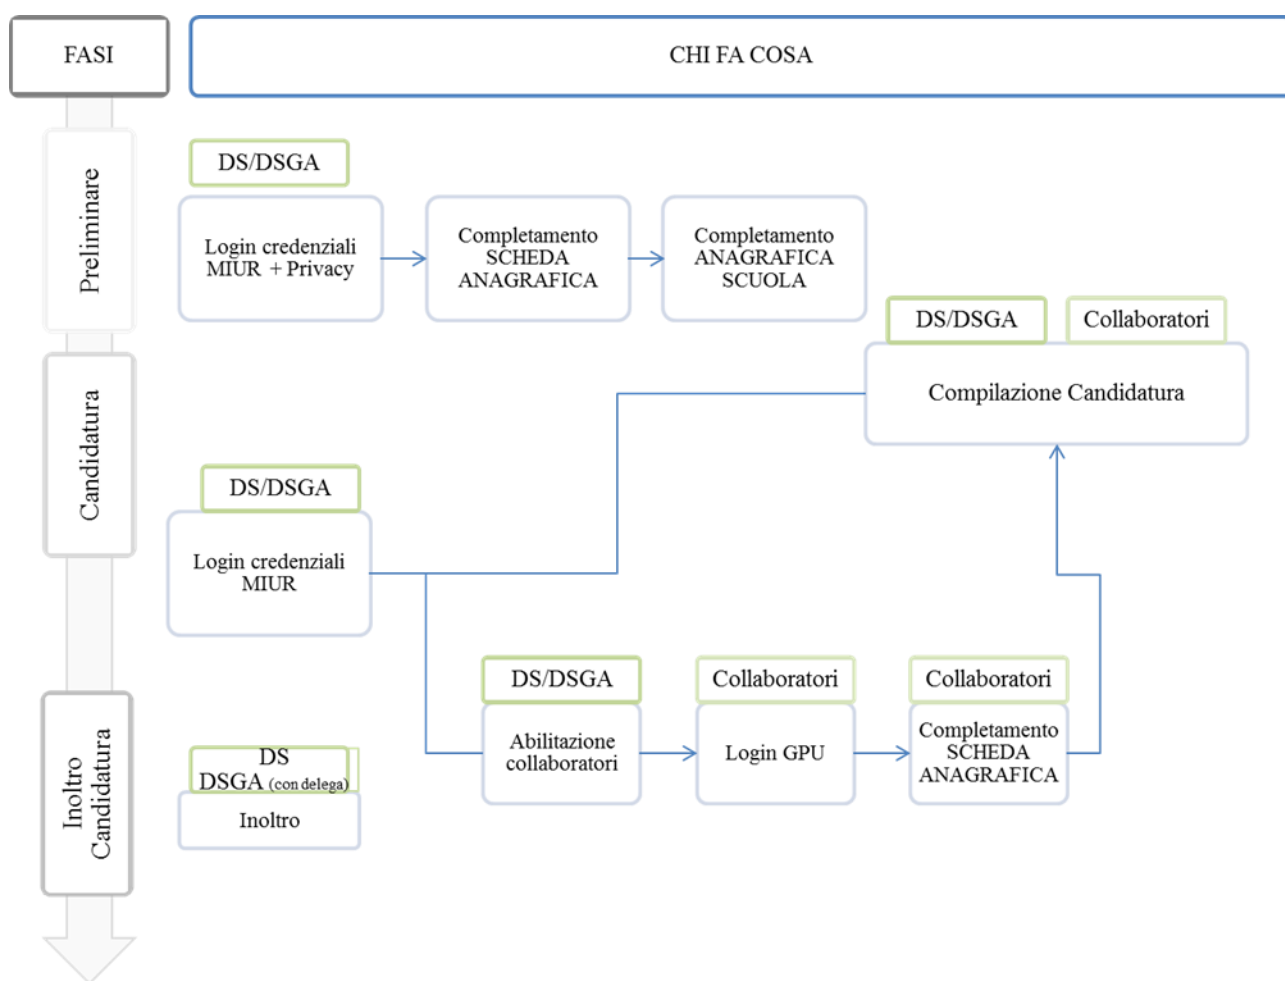 FASI
CHI FA COSA
Preliminare
DS/DSGA
Login credenziali
MIUR + Privacy
Completamento
SCHEDA
ANAGRAFICA
Completamento
ANAGRAFICA
SCUOLA
Candidatura
DS/DSGA
Collaboratori
Compilazione Candidatura
DS/DSGA
Login credenziali
MIUR
DS/DSGA
Abilitazione
collaboratori
Collaboratori
Login GPU
Collaboratori
Completamento
SCHEDA
ANAGRAFICA
Inoltro
Candidatura
DS
DSGA (con delega)
Inoltro